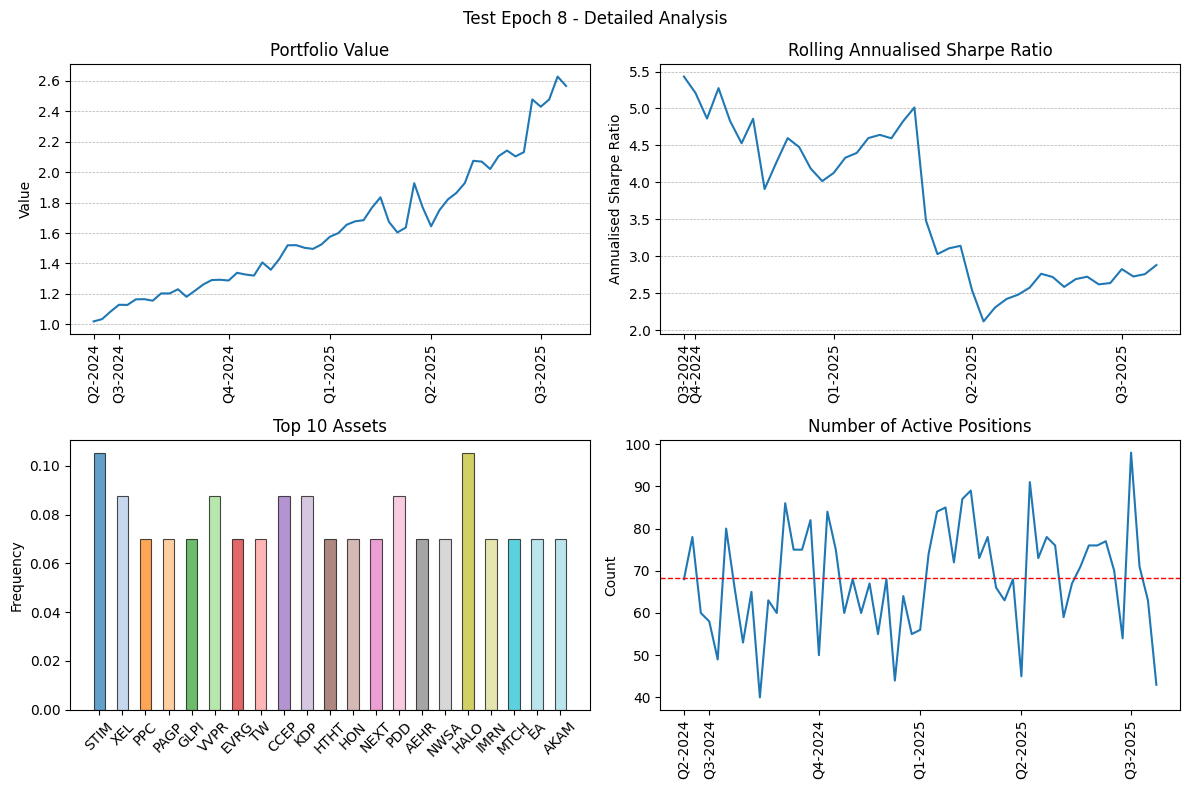 Test Epoch 8 - Detailed Analysis
Portfolio Value
Value
2.6
2.4
2.2
2.0
1.8
1.6
1.4
1.2
1.0
Q2-2024
Q3-2024
Q4-2024
Q1-2025
Q2-2025
Q3-2025
Rolling Annualised Sharpe Ratio
Annualised Sharpe Ratio
5.5
5.0
4.5
4.0
3.5
3.0
2.5
2.0
Q3-2024
Q4-2024
Q1-2025
Q2-2025
Q3-2025
Top 10 Assets
Frequency
0.10
0.08
0.06
0.04
0.02
0.00
STIM
XEL
PPC
PAGP
GLPI
VVPR
EVRG
TW
CCEP
KDP
HTHT
HON
NEXT
PDD
AEHR
NWSA
HALO
IMRN
MTCH
EA
AKAM
Number of Active Positions
Count
100
90
80
70
60
50
40
Q2-2024
Q3-2024
Q4-2024
Q1-2025
Q2-2025
Q3-2025